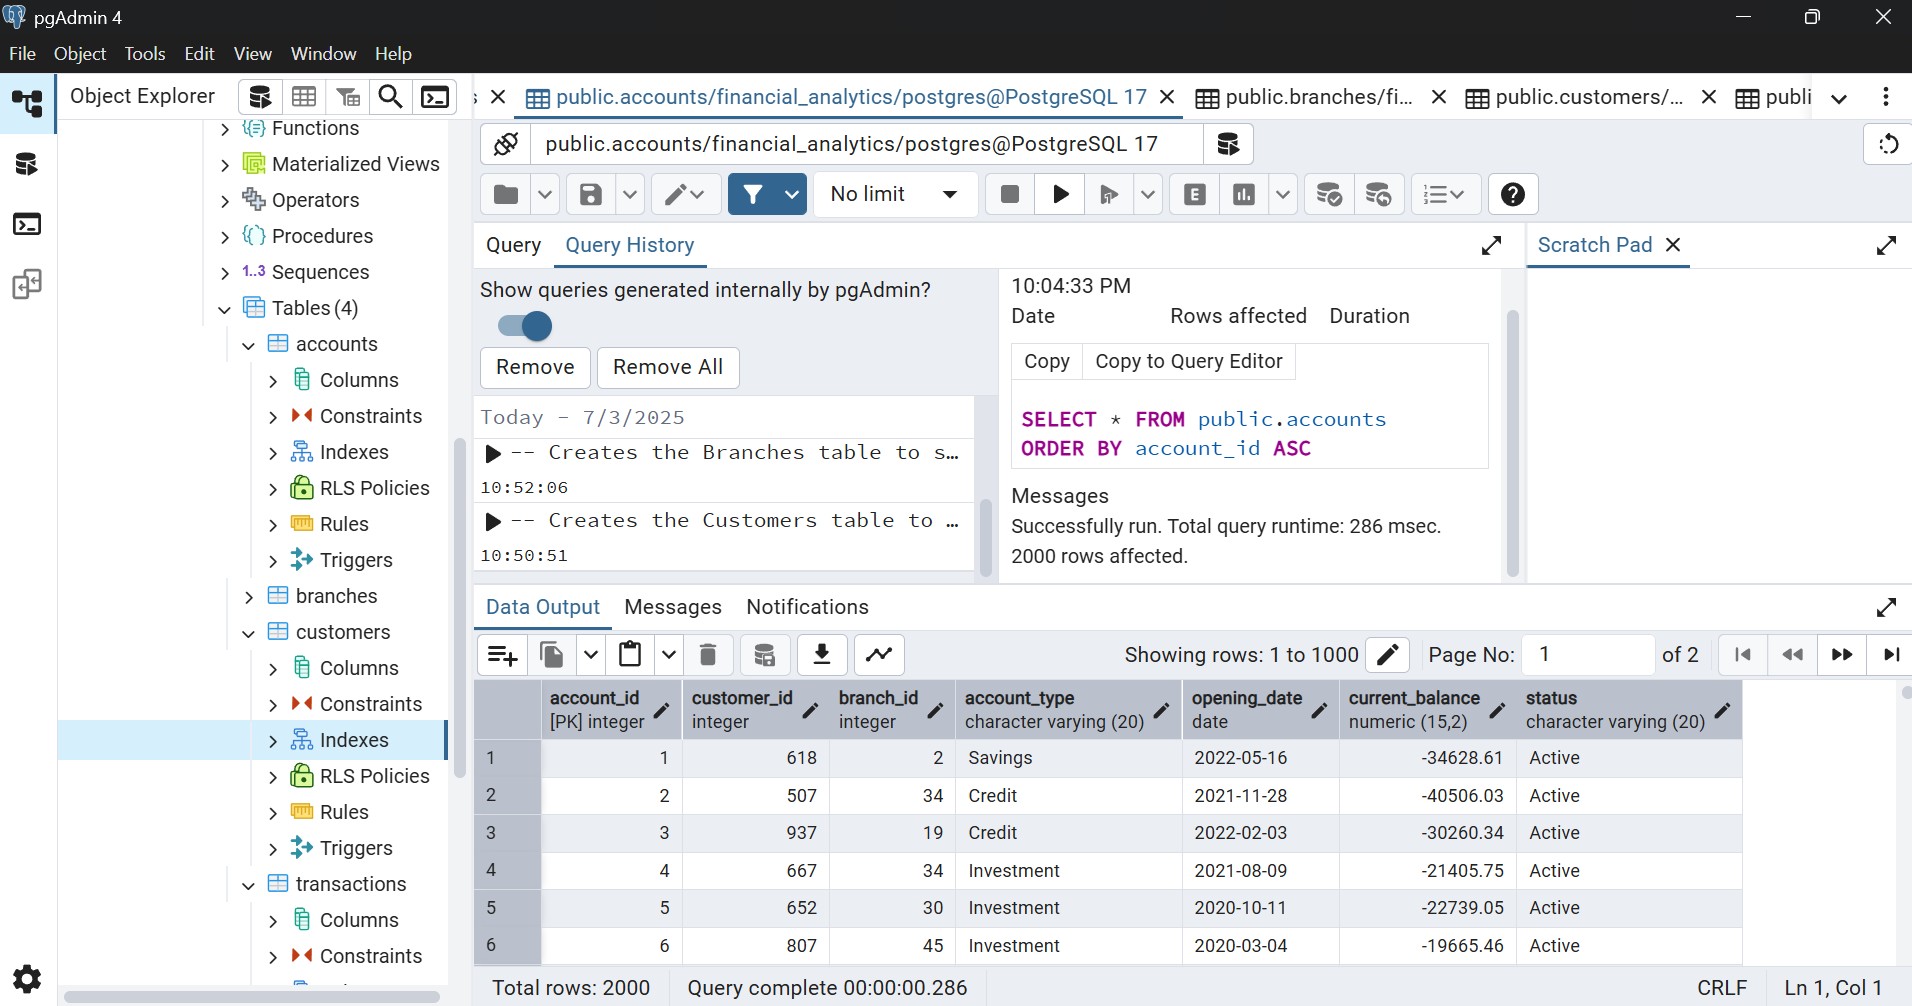 pgAdmin 4
File Object Tools Edit View Window Help
Object Explorer
public.accounts/financial_analytics/postgres@PostgreSQL 17
public.branches/fi...
public.customers/...
publi
public.accounts/financial_analytics/postgres@PostgreSQL 17
No limit
E
Functions
Materialized Views
Operators
Procedures
1..3 Sequences
Tables (4)
accounts
Columns
Constraints
Indexes
RLS Policies
Rules
Triggers
branches
customers
Columns
Constraints
Indexes
RLS Policies
Rules
Triggers
transactions
Columns
Constraints
Query Query History
Scratch Pad
Show queries generated internally by pgAdmin?
Remove Remove All
Today - 7/3/2025
-- Creates the Branches table to s…
10:52:06
-- Creates the Customers table to …
10:50:51
10:04:33 PM
Date Rows affected Duration
Copy Copy to Query Editor
SELECT * FROM public.accounts
ORDER BY account_id ASC
Messages
Successfully run. Total query runtime: 286 msec.
2000 rows affected.
Data Output Messages Notifications
Showing rows: 1 to 1000 Page No: 1 of 2
account_id customer_id branch_id account_type opening_date current_balance status
[PK] integer integer integer character varying (20) date numeric (15,2) character varying (20)
1 1 618 2 Savings 2022-05-16 -34628.61 Active
2 2 507 34 Credit 2021-11-28 -40506.03 Active
3 3 937 19 Credit 2022-02-03 -30260.34 Active
4 4 667 34 Investment 2021-08-09 -21405.75 Active
5 5 652 30 Investment 2020-10-11 -22739.05 Active
6 6 807 45 Investment 2020-03-04 -19665.46 Active
Total rows: 2000 Query complete 00:00:00.286 CRLF Ln 1, Col 1